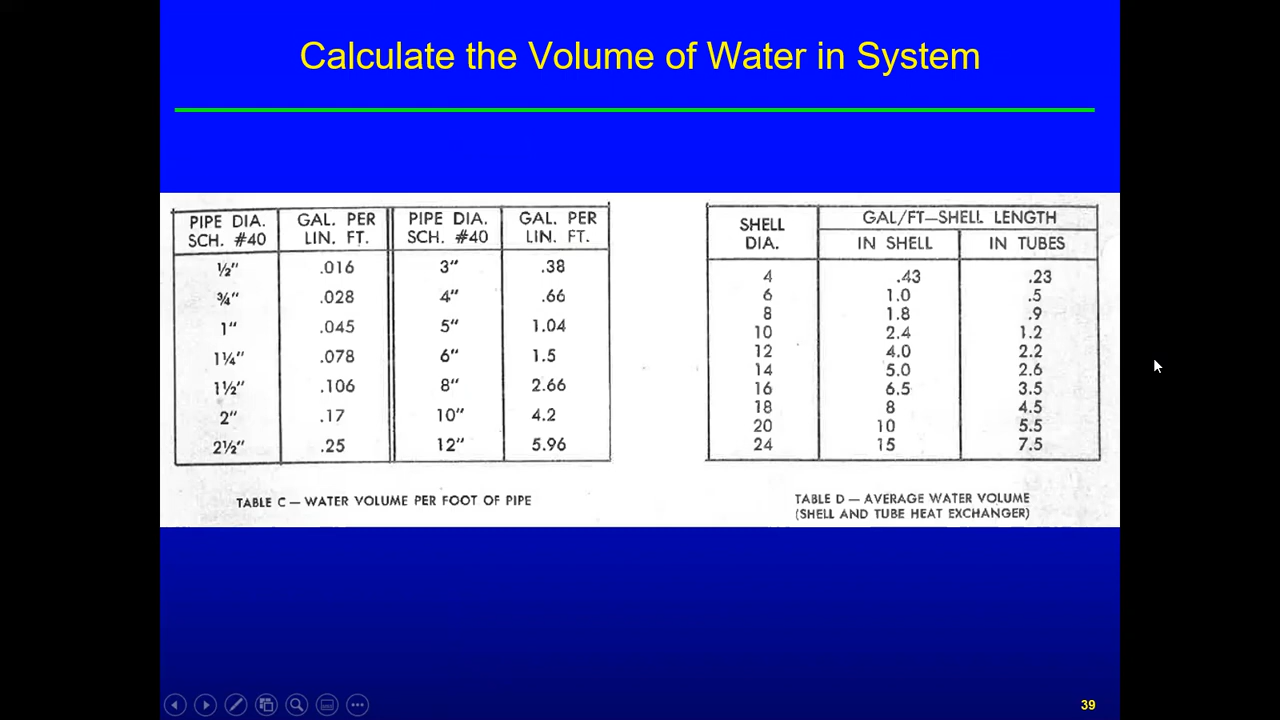 Calculate the Volume of Water in System
PIPE DIA. SCH. #40 GAL. PER LIN. FT. PIPE DIA. SCH. #40 GAL. PER LIN. FT.
½" .016 3" .38
¾" .028 4" .66
1" .045 5" 1.04
1¼" .078 6" 1.5
1½" .106 8" 2.66
2" .17 10" 4.2
2½" .25 12" 5.96
TABLE C — WATER VOLUME PER FOOT OF PIPE
SHELL DIA. GAL/FT—SHELL LENGTH
IN SHELL IN TUBES
4 .43 .23
6 1.0 .5
8 1.8 .9
10 2.4 1.2
12 4.0 2.2
14 5.0 2.6
16 6.5 3.5
18 8 4.5
20 10 5.5
24 15 7.5
TABLE D — AVERAGE WATER VOLUME
(SHELL AND TUBE HEAT EXCHANGER)
39